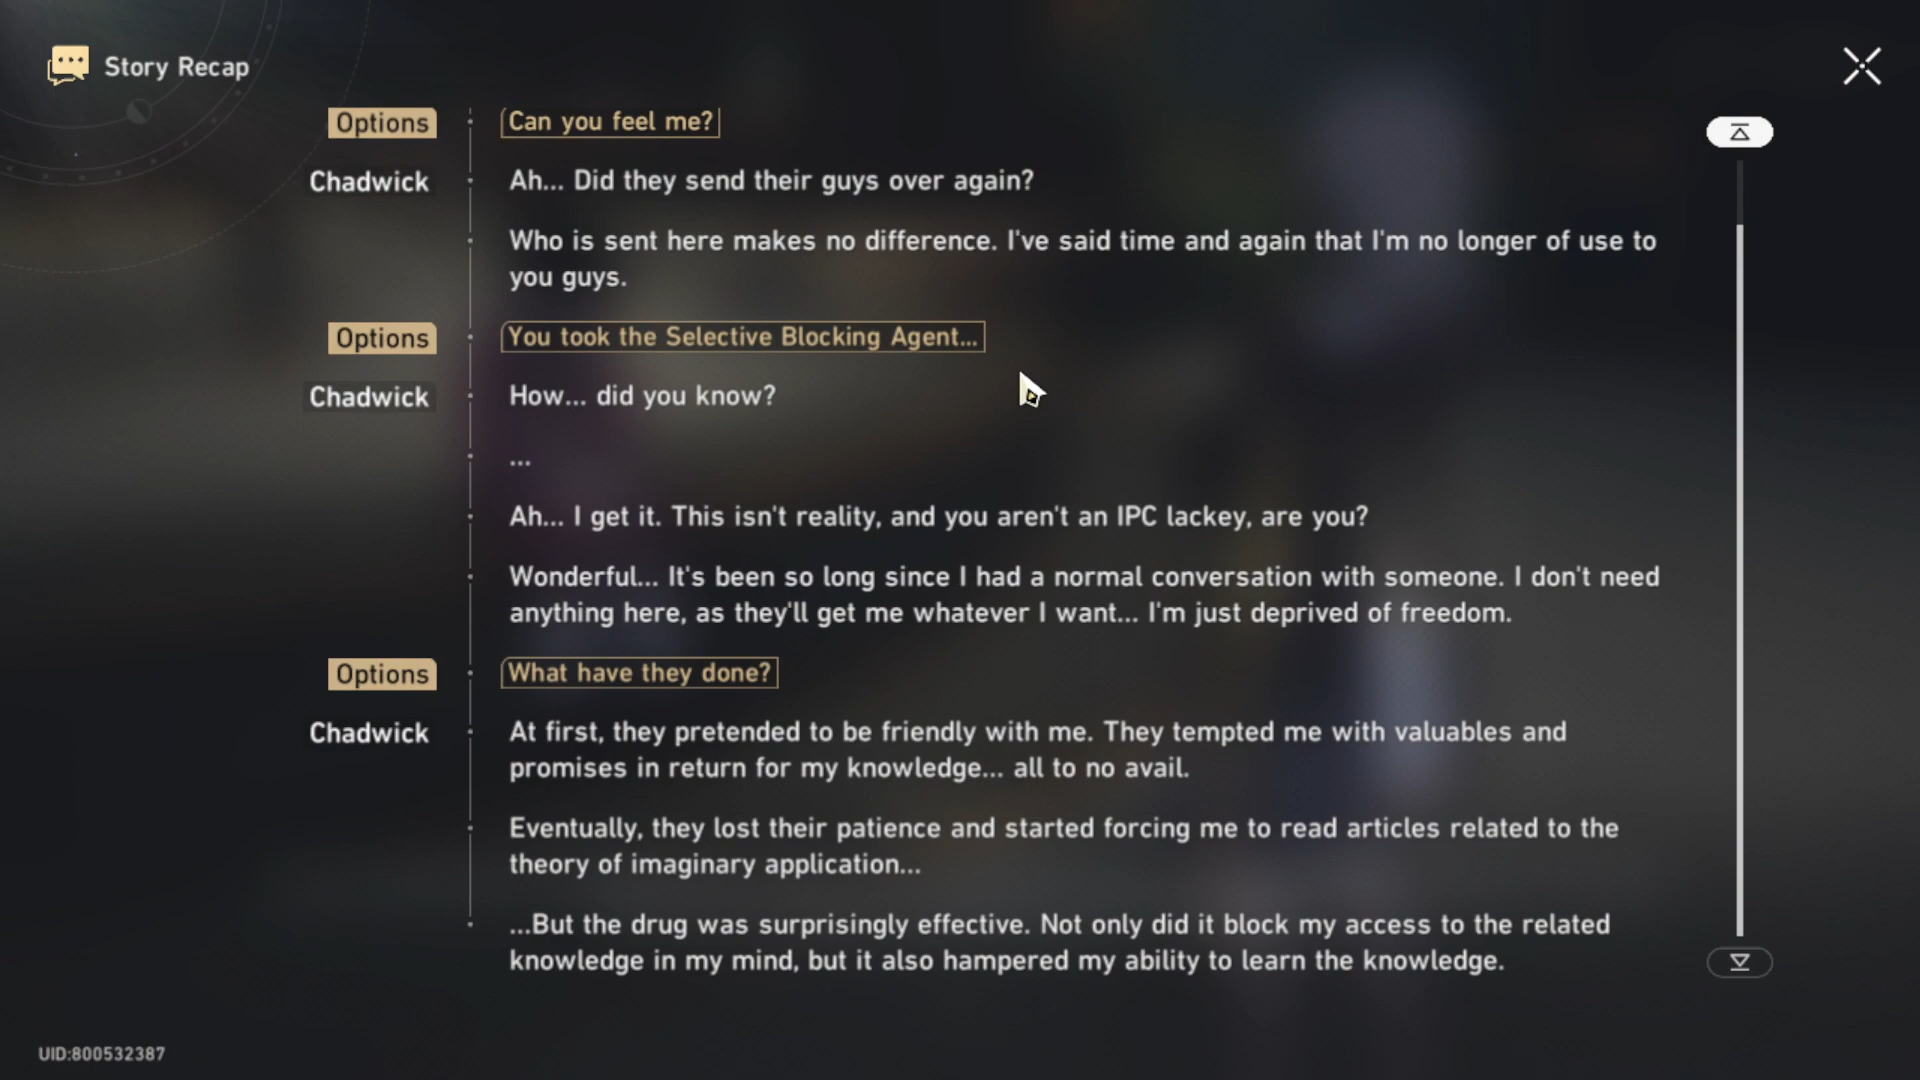 Story Recap
Options
Can you feel me?
Chadwick
Ah... Did they send their guys over again?
Who is sent here makes no difference. I've said time and again that I'm no longer of use to
you guys.
Options
You took the Selective Blocking Agent...
Chadwick
How... did you know?
...
Ah... I get it. This isn't reality, and you aren't an IPC lackey, are you?
Wonderful... It's been so long since I had a normal conversation with someone. I don't need
anything here, as they'll get me whatever I want... I'm just deprived of freedom.
Options
What have they done?
Chadwick
At first, they pretended to be friendly with me. They tempted me with valuables and
promises in return for my knowledge... all to no avail.
Eventually, they lost their patience and started forcing me to read articles related to the
theory of imaginary application...
...But the drug was surprisingly effective. Not only did it block my access to the related
knowledge in my mind, but it also hampered my ability to learn the knowledge.
UID:800532387